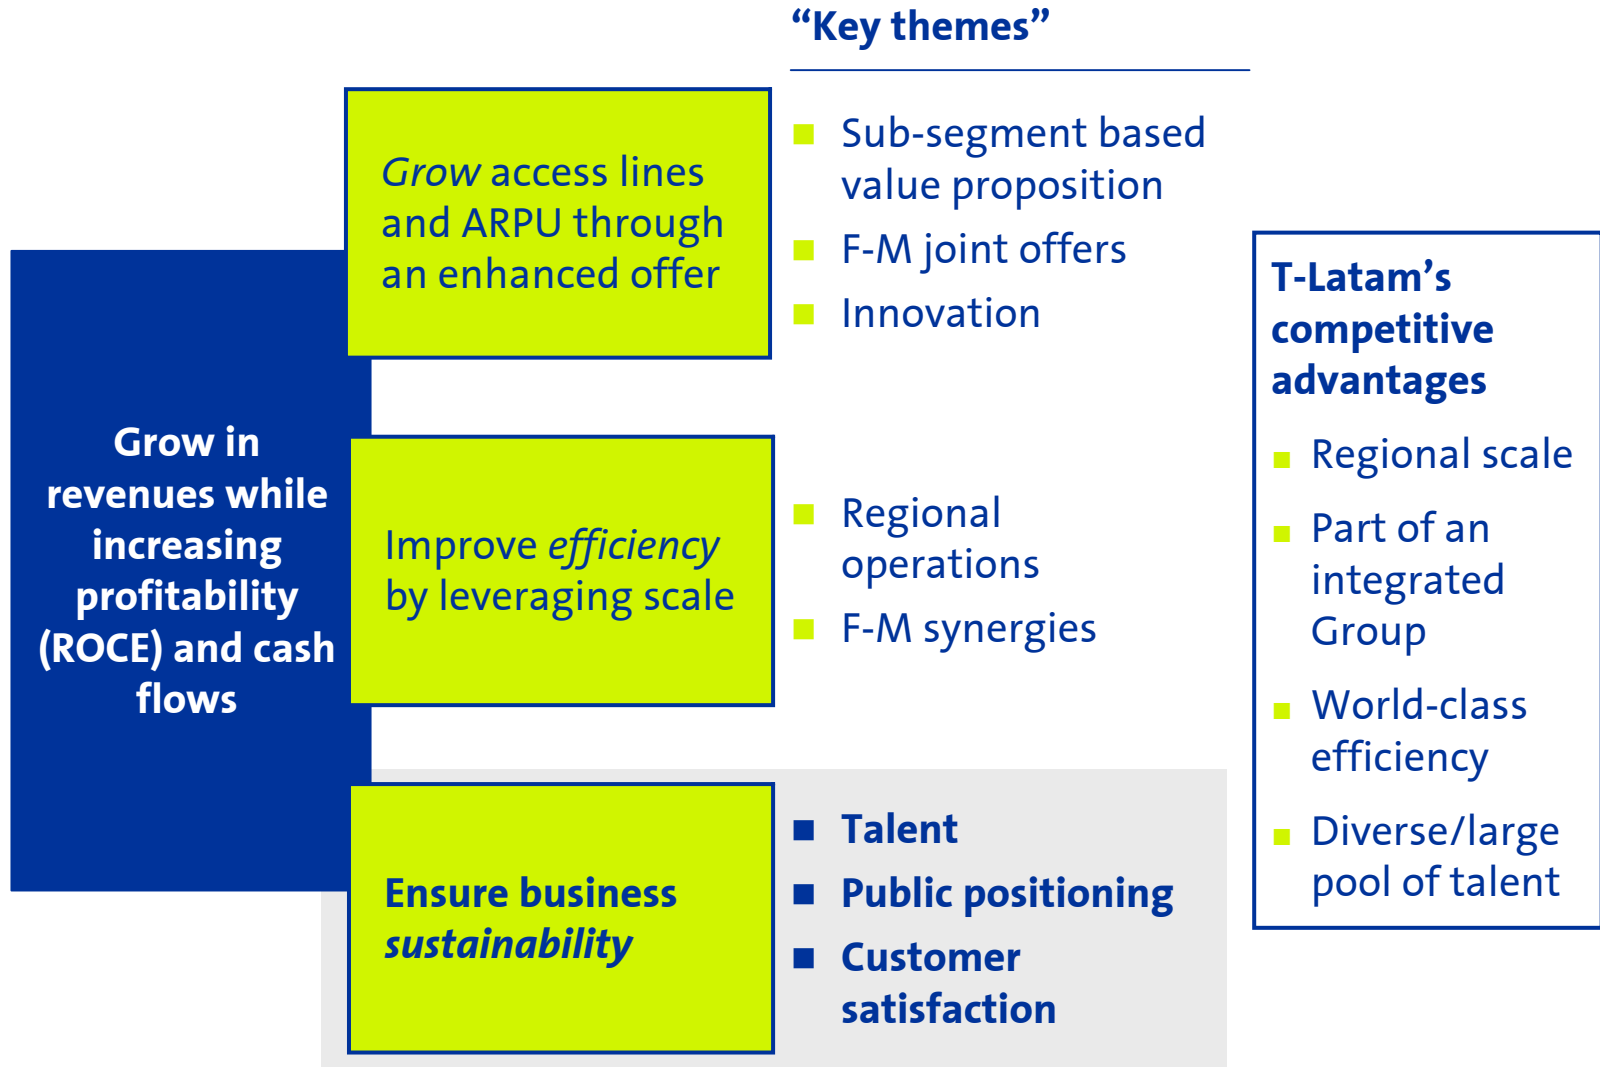 “Key themes”
Grow in
revenues while
increasing
profitability
(ROCE) and cash
flows
Grow access lines
and ARPU through
an enhanced offer
Sub-segment based
value proposition
F-M joint offers
Innovation
Improve efficiency
by leveraging scale
Regional
operations
F-M synergies
Ensure business
sustainability
Talent
Public positioning
Customer
satisfaction
T-Latam’s
competitive
advantages
Regional scale
Part of an
integrated
Group
World-class
efficiency
Diverse/large
pool of talent